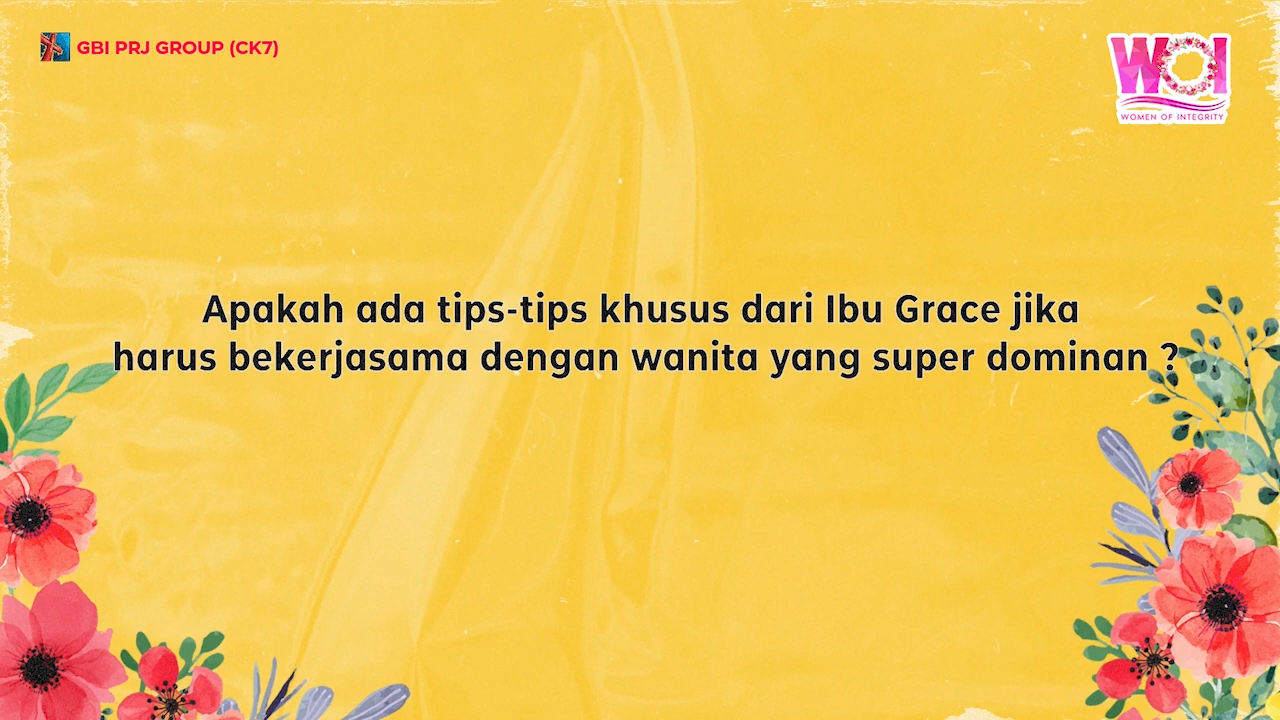 GBI PRJ GROUP (CK7)
WOI
WOMEN OF INTEGRITY
Apakah ada tips-tips khusus dari Ibu Grace jika
harus bekerjasama dengan wanita yang super dominan ?